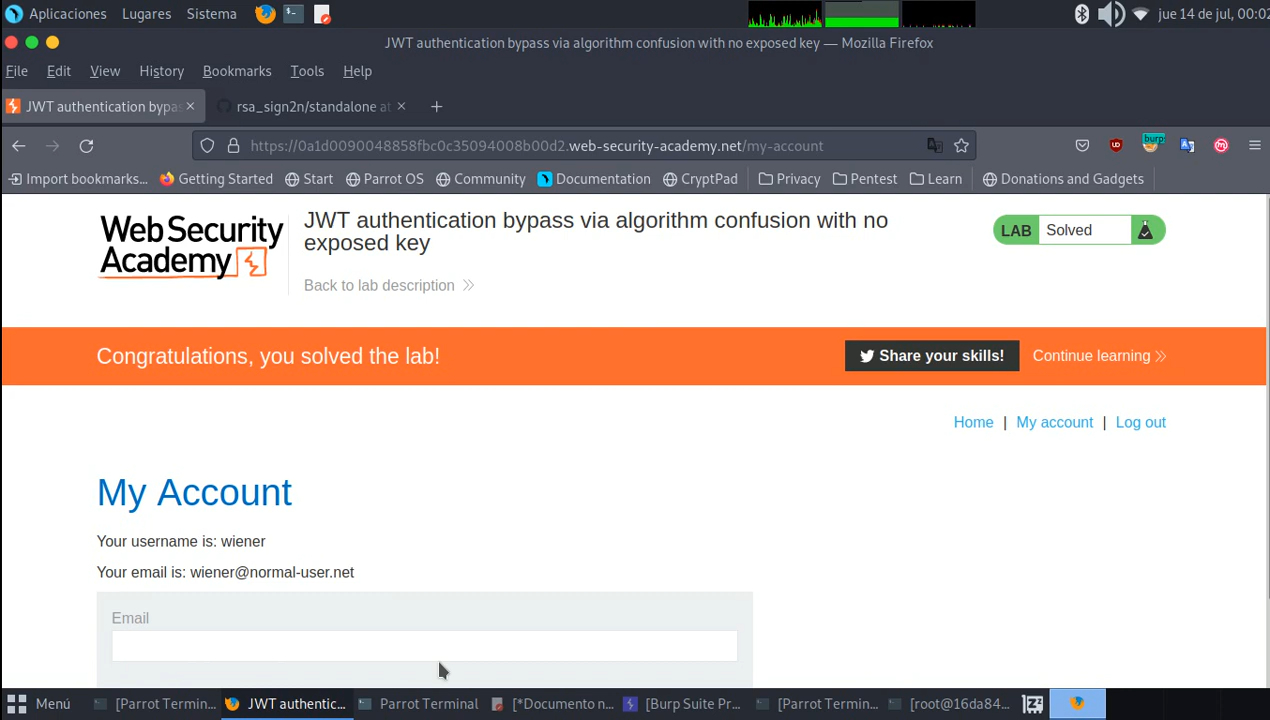 Aplicaciones Lugares Sistema jue 14 de jul, 00:02
JWT authentication bypass via algorithm confusion with no exposed key — Mozilla Firefox
File Edit View History Bookmarks Tools Help
JWT authentication bypas × rsa_sign2n/standalone at × +
https://0a1d0090048858fbc0c35094008b00d2.web-security-academy.net/my-account
Import bookmarks... Getting Started Start Parrot OS Community Documentation CryptPad Privacy Pentest Learn Donations and Gadgets
Web Security
Academy
JWT authentication bypass via algorithm confusion with no
exposed key
LAB Solved
Back to lab description
Congratulations, you solved the lab! Share your skills! Continue learning
Home | My account | Log out
My Account
Your username is: wiener
Your email is: wiener@normal-user.net
Email
Menú [Parrot Termin... JWT authentic... Parrot Terminal [*Documento n... [Burp Suite Pr... [Parrot Termin... [root@16da84...